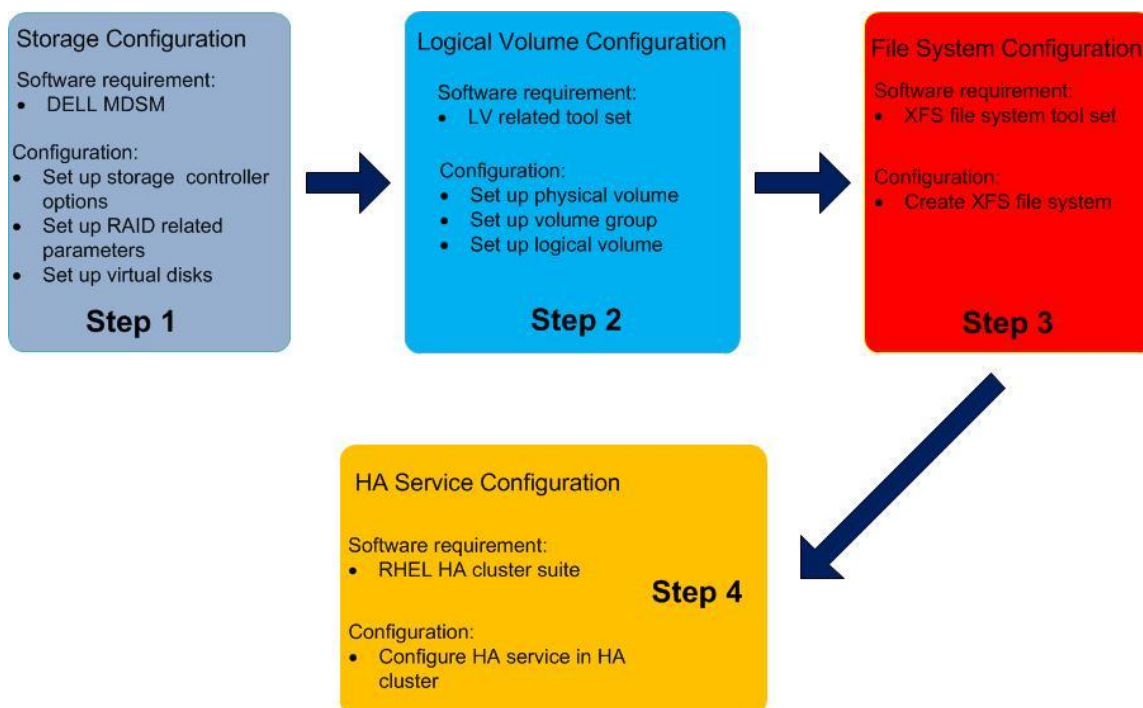 Storage Configuration
Software requirement:
• DELL MDSM
Configuration:
• Set up storage controller
options
• Set up RAID related
parameters
• Set up virtual disks
Step 1
Logical Volume Configuration
Software requirement:
• LV related tool set
Configuration:
• Set up physical volume
• Set up volume group
• Set up logical volume
Step 2
File System Configuration
Software requirement:
• XFS file system tool set
Configuration:
• Create XFS file system
Step 3
HA Service Configuration
Software requirement:
• RHEL HA cluster suite
Step 4
Configuration:
• Configure HA service in HA
cluster